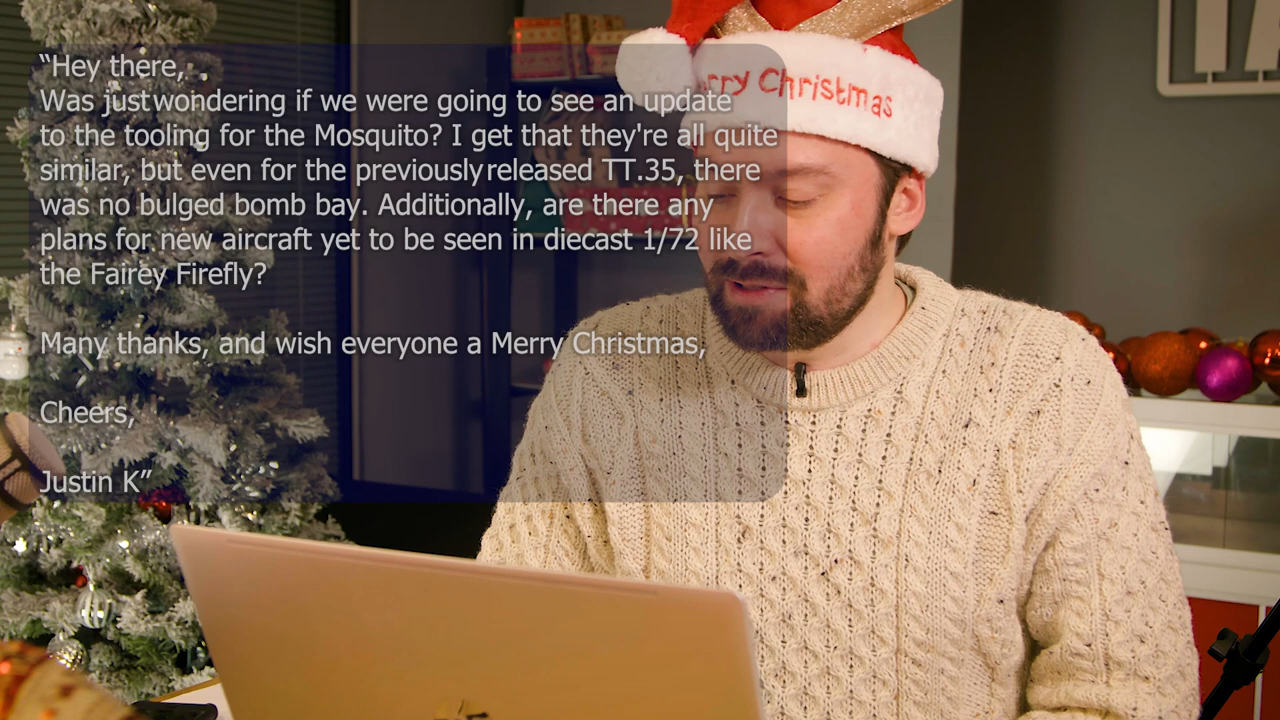 “Hey there,
Was just wondering if we were going to see an update
to the tooling for the Mosquito? I get that they're all quite
similar, but even for the previously released TT.35, there
was no bulged bomb bay. Additionally, are there any
plans for new aircraft yet to be seen in diecast 1/72 like
the Fairey Firefly?
Many thanks, and wish everyone a Merry Christmas,
Cheers,
Justin K”
Christmas